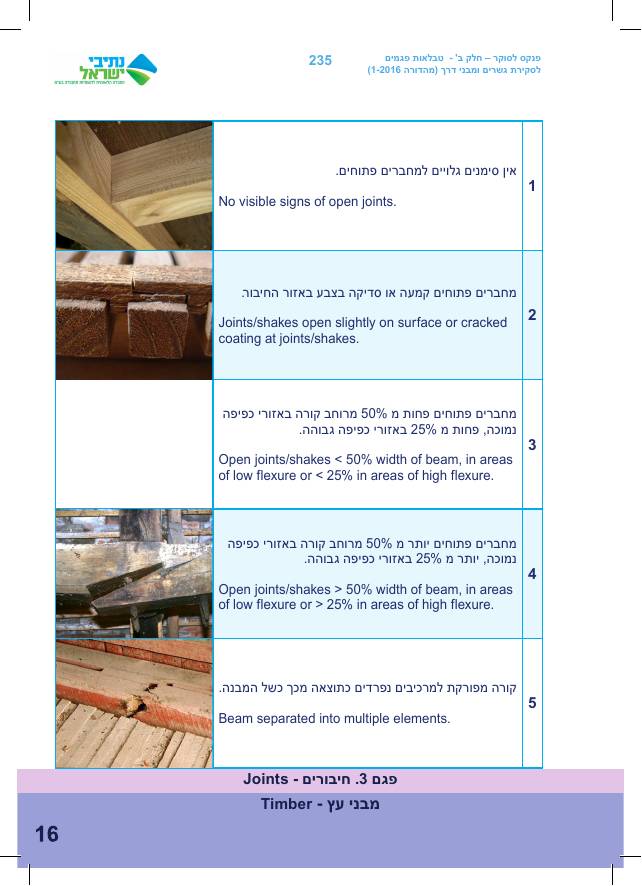 פנקס לסוקר – חלק ב' - טבלאות פגמים
לסקירת גשרים ומבני דרך (מהדורה 1-2016)
235
נתיבי
ישראל
אין סימנים גלויים למחברים פתוחים.
No visible signs of open joints.
1
מחברים פתוחים קמעה או סדיקה בצבע באזור החיבור.
Joints/shakes open slightly on surface or cracked
coating at joints/shakes.
2
מחברים פתוחים פחות מ 50% מרוחב קורה באזורי כפיפה
נמוכה, פחות מ 25% באזורי כפיפה גבוהה.
Open joints/shakes < 50% width of beam, in areas
of low flexure or < 25% in areas of high flexure.
3
מחברים פתוחים יותר מ 50% מרוחב קורה באזורי כפיפה
נמוכה, יותר מ 25% באזורי כפיפה גבוהה.
Open joints/shakes > 50% width of beam, in areas
of low flexure or > 25% in areas of high flexure.
4
קורה מפורקת למרכיבים נפרדים כתוצאה מכך כשל המבנה.
Beam separated into multiple elements.
5
פגם 3. חיבורים - Joints
מבני עץ - Timber
16